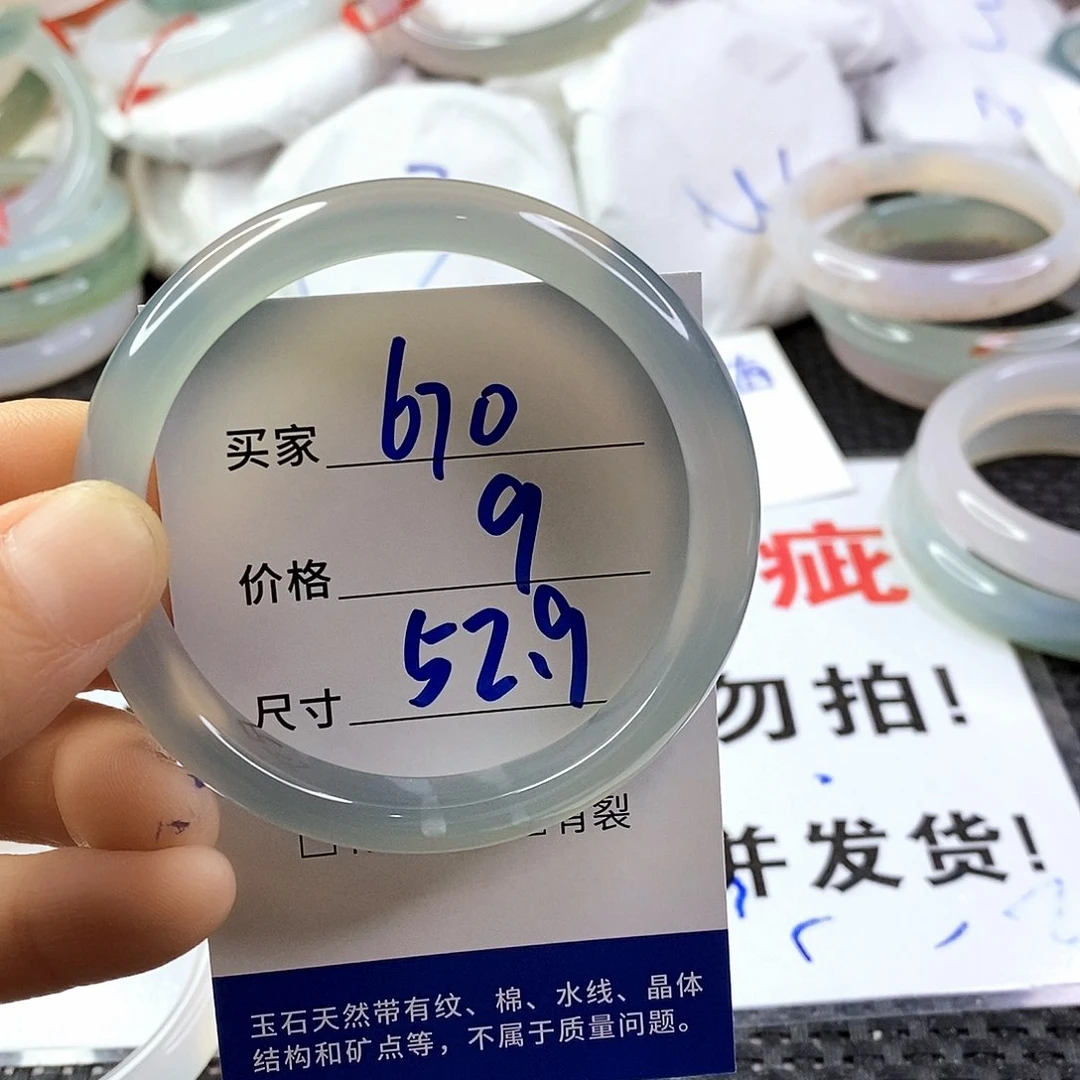 买家 670
价格 9
尺寸 52.9
有裂
玉石天然带有纹、棉、水线、晶体
结构和矿点等，不属于质量问题。
疵
勿拍！
并发货！